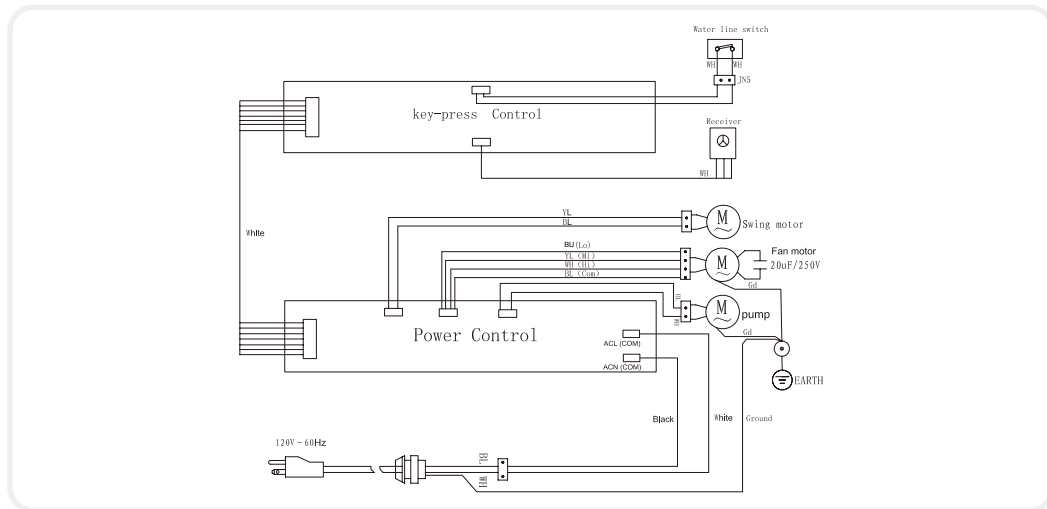 Water line switch
WH WH
JN5
key-press Control
Receiver
WH
White
YL
BL
Swing motor
BU(Lo)
YL (Mi)
WH (Hi)
BL (Com)
Fan motor
20uF/250V
Gd
M
M
M
pump
Gd
Power Control
ACL (COM)
ACN (COM)
EARTH
Black
White
Ground
120V-60Hz
BL
WH